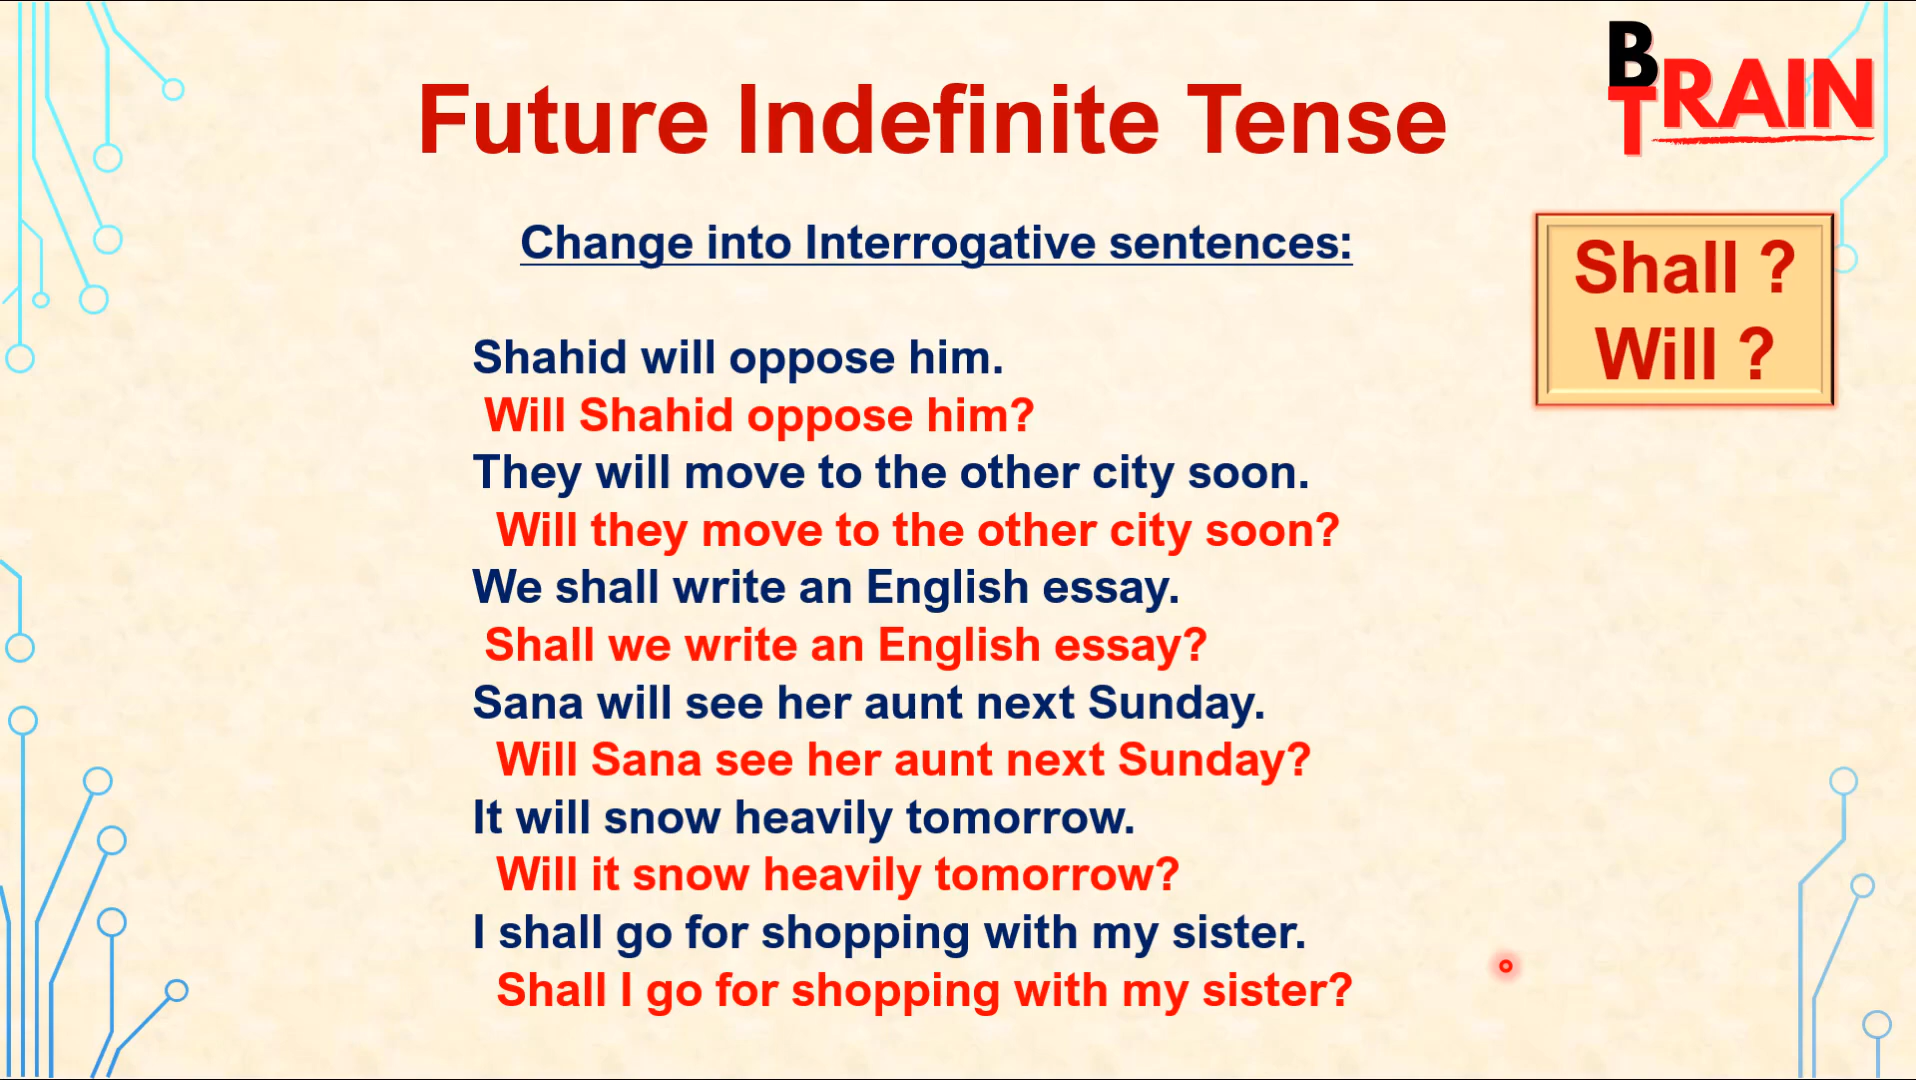 BRAIN
T
Future Indefinite Tense
Change into Interrogative sentences:
Shall ?
Will ?
Shahid will oppose him.
Will Shahid oppose him?
They will move to the other city soon.
Will they move to the other city soon?
We shall write an English essay.
Shall we write an English essay?
Sana will see her aunt next Sunday.
Will Sana see her aunt next Sunday?
It will snow heavily tomorrow.
Will it snow heavily tomorrow?
I shall go for shopping with my sister.
Shall I go for shopping with my sister?